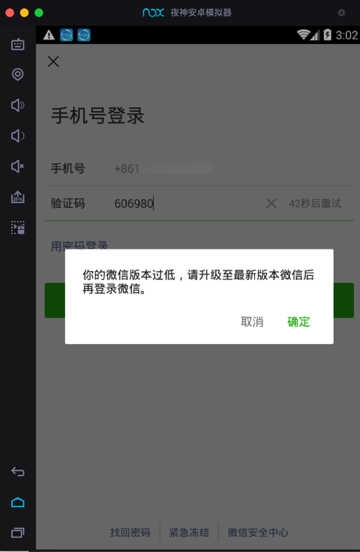 nox 夜神安卓模拟器
3:02
手机号登录
手机号 +861
验证码 606980 42秒后重试
用密码登录
你的微信版本过低，请升级至最新版本微信后
再登录微信。
取消 确定
找回密码 紧急冻结 微信安全中心